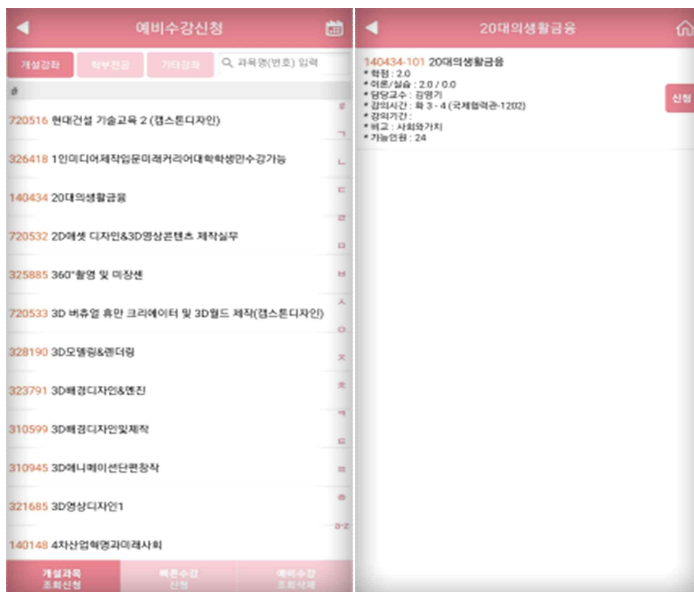 예비수강신청
개설강좌 학부전공 기타강좌 과목명(번호) 입력
#
720516 현대건설 기술교육 2 (캡스톤디자인)
326418 1인미디어제작입문미래커리어대학학생만수강가능
140434 20대의생활금융
720532 2D에셋 디자인&3D영상콘텐츠 제작실무
325885 360°촬영 및 미장센
720533 3D 버츄얼 휴만 크리에이터 및 3D월드 제작(캡스톤디자인)
328190 3D모델링&렌더링
323791 3D배경디자인&엔진
310599 3D배경디자인및제작
310945 3D애니메이션단편창작
321685 3D영상디자인1
140148 4차산업혁명과미래사회
#
ㄱ
ㄴ
ㄷ
ㄹ
ㅁ
ㅂ
ㅅ
ㅇ
ㅈ
ㅊ
ㅋ
ㅌ
ㅍ
ㅎ
a-z
개설과목
조회신청
빠른수강
신청
예비수강
조회삭제
20대의생활금융
140434-101 20대의생활금융
* 학점 : 2.0
* 이론/실습 : 2.0 / 0.0
* 담당교수 : 김영기
* 강의시간 : 화 3 - 4 (국제협력관-1202)
* 강의기간 :
* 비고 : 사회와가치
* 가능인원 : 24
신청